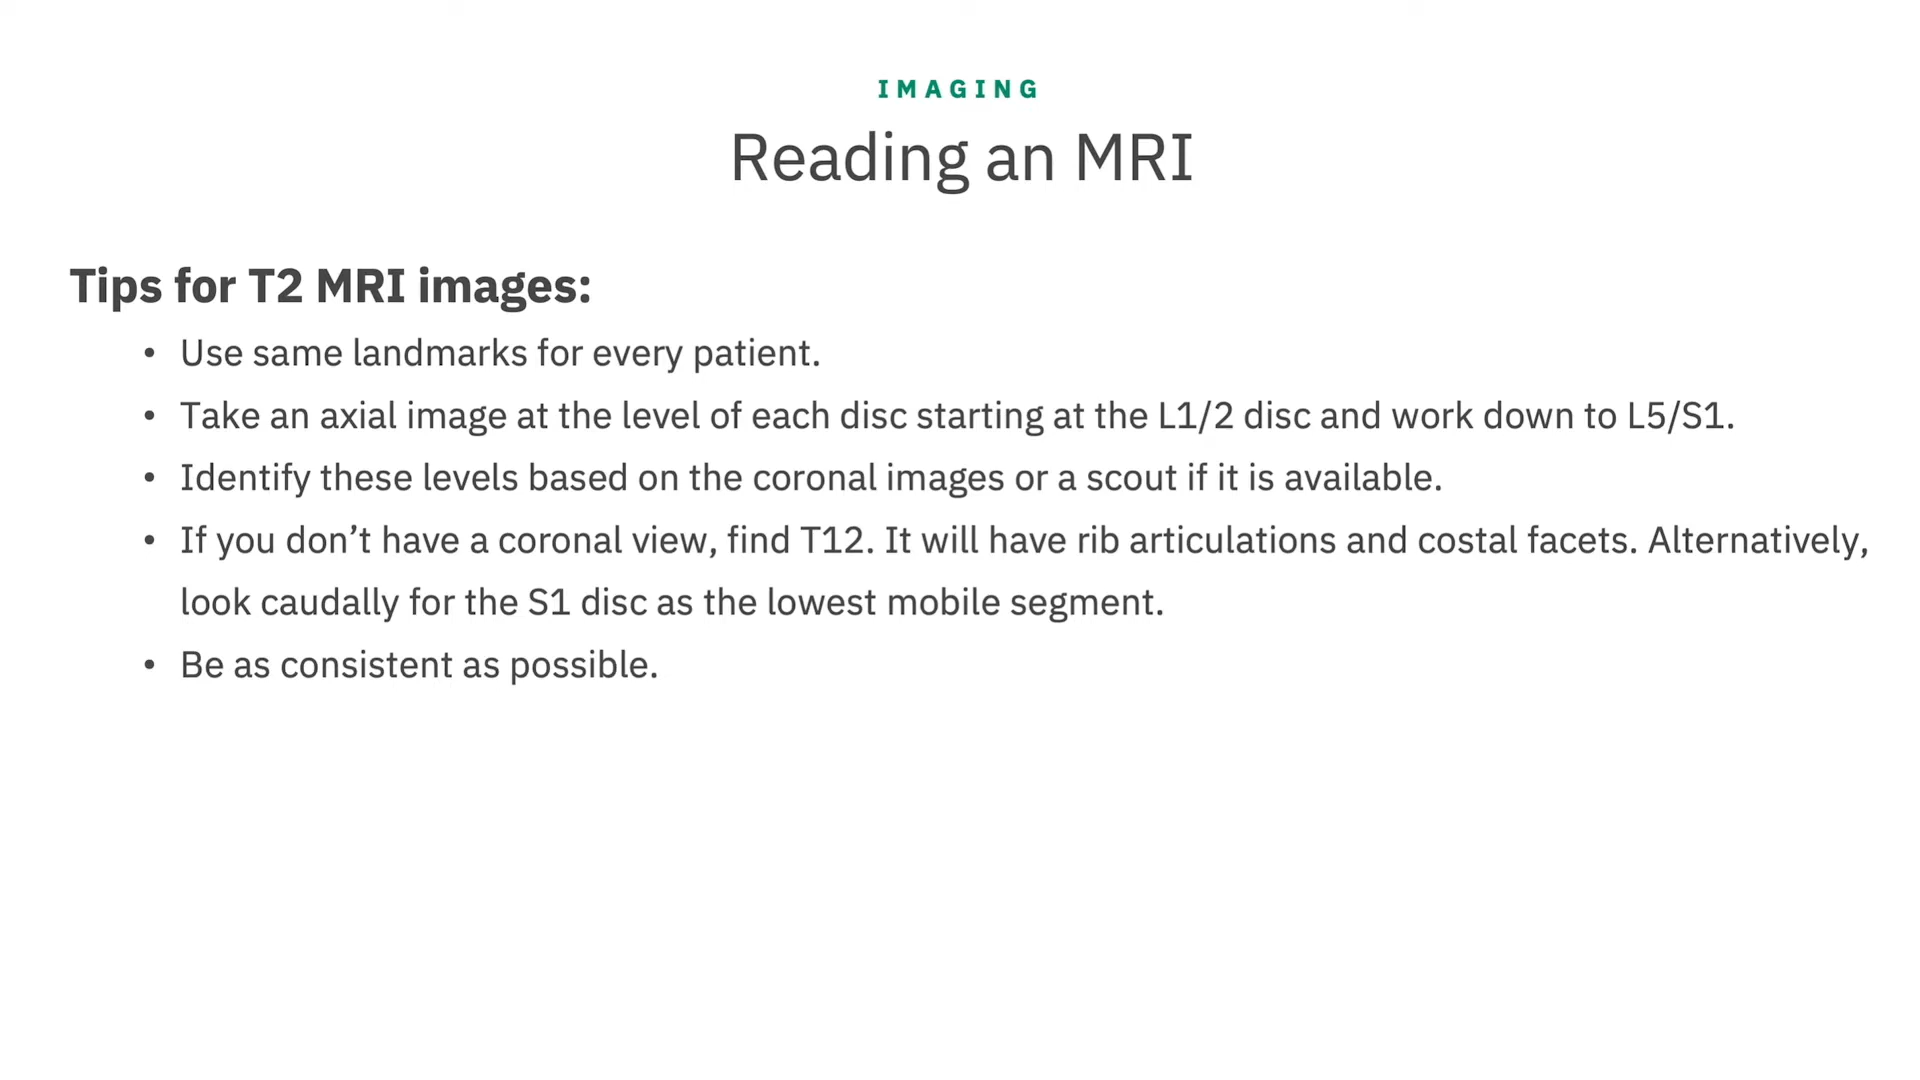 IMAGING
Reading an MRI
Tips for T2 MRI images:
• Use same landmarks for every patient.
• Take an axial image at the level of each disc starting at the L1/2 disc and work down to L5/S1.
• Identify these levels based on the coronal images or a scout if it is available.
• If you don’t have a coronal view, find T12. It will have rib articulations and costal facets. Alternatively,
look caudally for the S1 disc as the lowest mobile segment.
• Be as consistent as possible.